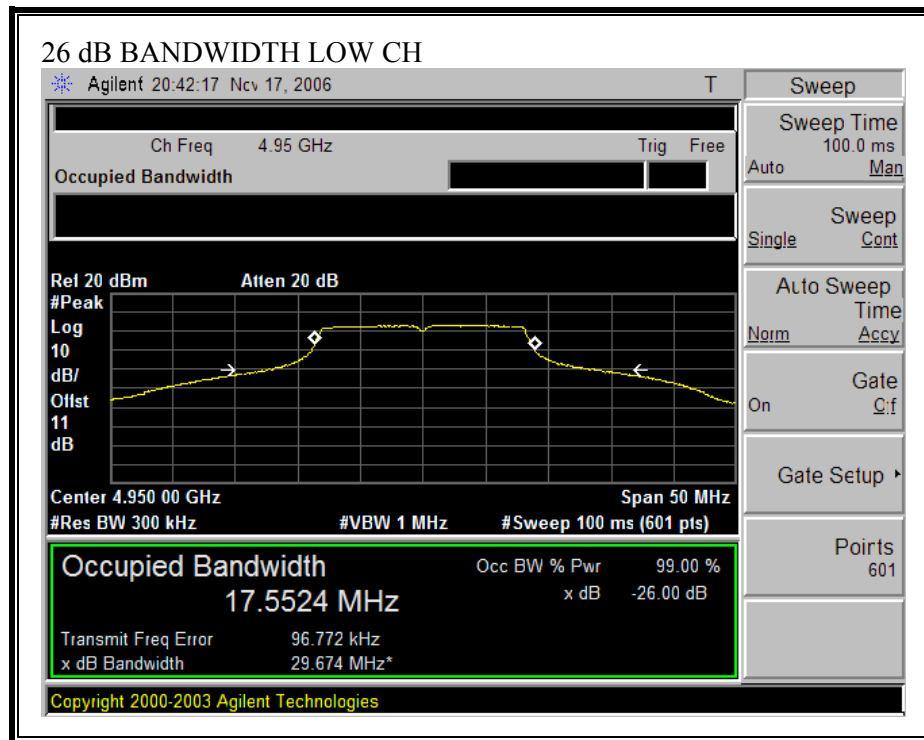 26 dB BANDWIDTH LOW CH
Agilent 20:42:17 Nov 17, 2006 T
Ch Freq 4.95 GHz Trig Free
Occupied Bandwidth
Ref 20 dBm Atten 20 dB
#Peak
Log
10
dB/
Offst
11
dB
Center 4.950 00 GHz Span 50 MHz
#Res BW 300 kHz #VBW 1 MHz #Sweep 100 ms (601 pts)
Occupied Bandwidth
17.5524 MHz
Occ BW % Pwr 99.00 %
x dB -26.00 dB
Transmit Freq Error 96.772 kHz
x dB Bandwidth 29.674 MHz*
Copyright 2000-2003 Agilent Technologies
Sweep
Sweep Time
100.0 ms
Auto Man
Sweep
Single Cont
Auto Sweep
Time
Norm Accy
Gate
On Off
Gate Setup
Points
601